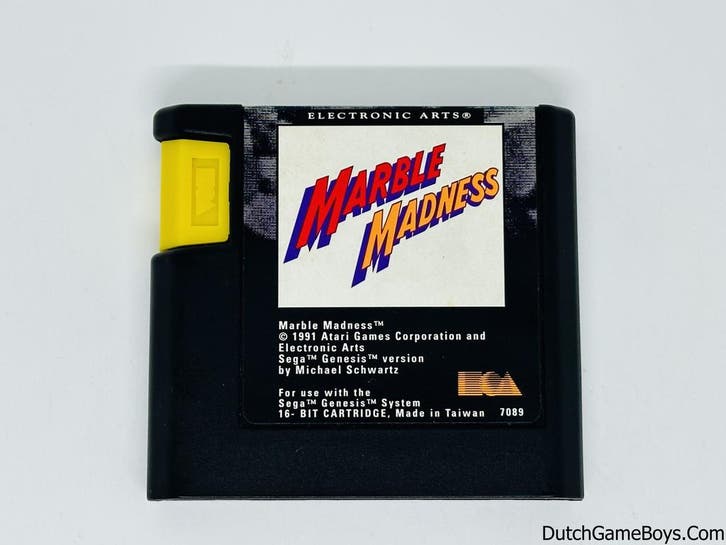 ELECTRONIC ARTS®
MARBLE
MADNESS
Marble Madness™
© 1991 Atari Games Corporation and
Electronic Arts
Sega™ Genesis™ version
by Michael Schwartz
For use with the
Sega™ Genesis™ System
16- BIT CARTRIDGE, Made in Taiwan 7089
DutchGameBoys.Com